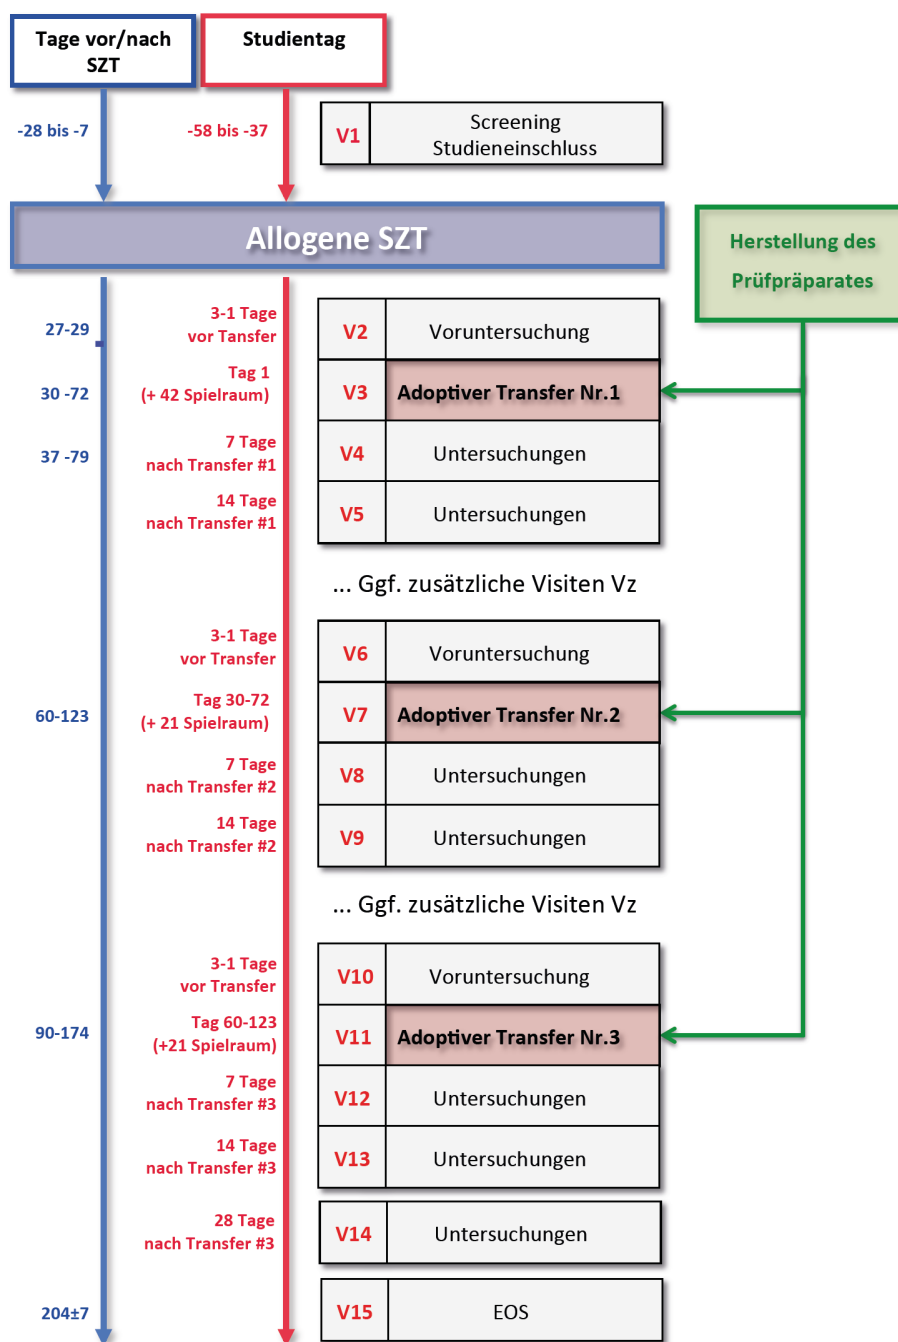 Tage vor/nach
SZT
Studientag
-28 bis -7
-58 bis -37
V1
Screening
Studieneinschluss
Allogene SZT
Herstellung des
Prüfpräparates
27-29
3-1 Tage
vor Tansfer
V2
Voruntersuchung
30 -72
Tag 1
(+ 42 Spielraum)
V3
Adoptiver Transfer Nr.1
37 -79
7 Tage
nach Transfer #1
V4
Untersuchungen
14 Tage
nach Transfer #1
V5
Untersuchungen
... Ggf. zusätzliche Visiten Vz
3-1 Tage
vor Transfer
V6
Voruntersuchung
60-123
Tag 30-72
(+ 21 Spielraum)
V7
Adoptiver Transfer Nr.2
7 Tage
nach Transfer #2
V8
Untersuchungen
14 Tage
nach Transfer #2
V9
Untersuchungen
... Ggf. zusätzliche Visiten Vz
3-1 Tage
vor Transfer
V10
Voruntersuchung
90-174
Tag 60-123
(+21 Spielraum)
V11
Adoptiver Transfer Nr.3
7 Tage
nach Transfer #3
V12
Untersuchungen
14 Tage
nach Transfer #3
V13
Untersuchungen
28 Tage
nach Transfer #3
V14
Untersuchungen
204±7
V15
EOS